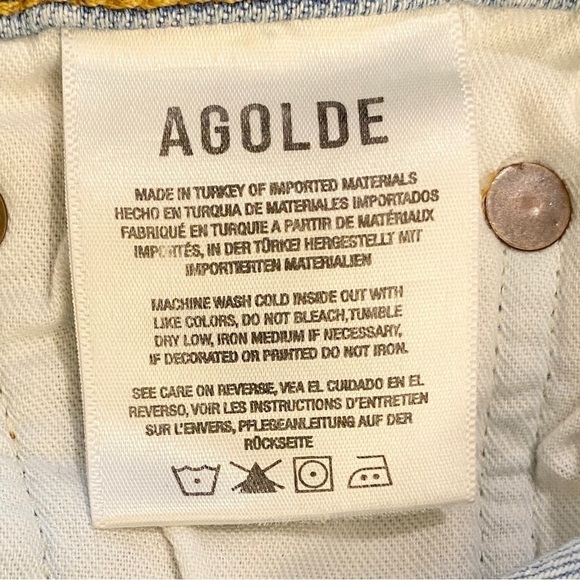 AGOLDE
MADE IN TURKEY OF IMPORTED MATERIALS
HECHO EN TURQUIA DE MATERIALES IMPORTADOS
FABRIQUÉ EN TURQUIE A PARTIR DE MATÉRIAUX
IMPORTÉS, IN DER TÜRKEI HERGESTELLT MIT
IMPORTIERTEN MATERIALIEN
MACHINE WASH COLD INSIDE OUT WITH
LIKE COLORS, DO NOT BLEACH, TUMBLE
DRY LOW, IRON MEDIUM IF NECESSARY,
IF DECORATED OR PRINTED DO NOT IRON.
SEE CARE ON REVERSE, VEA EL CUIDADO EN EL
REVERSO, VOIR LES INSTRUCTIONS D'ENTRETIEN
SUR L'ENVERS, PFLEGEANLEITUNG AUF DER
RÜCKSEITE